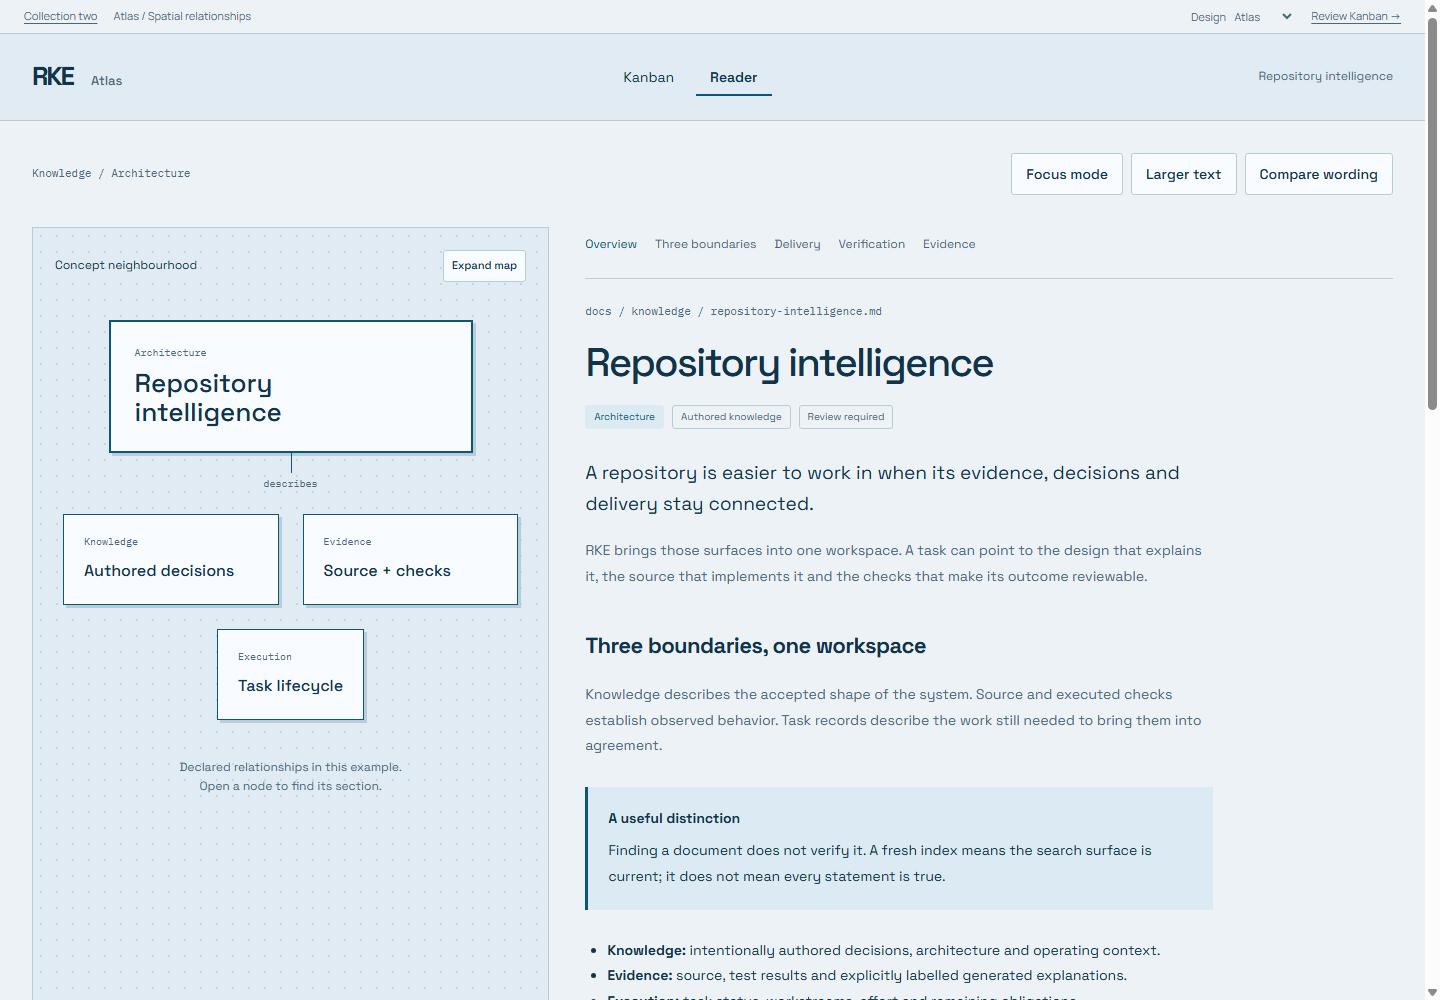 Collection two
Atlas / Spatial relationships
Design Atlas
Review Kanban →
RKE Atlas
Kanban
Reader
Repository intelligence
Knowledge / Architecture
Focus mode
Larger text
Compare wording
Concept neighbourhood
Expand map
Architecture
Repository
intelligence
describes
Knowledge
Authored decisions
Evidence
Source + checks
Execution
Task lifecycle
Declared relationships in this example.
Open a node to find its section.
Overview
Three boundaries
Delivery
Verification
Evidence
docs / knowledge / repository-intelligence.md
Repository intelligence
Architecture
Authored knowledge
Review required
A repository is easier to work in when its evidence, decisions and
delivery stay connected.
RKE brings those surfaces into one workspace. A task can point to the design that explains
it, the source that implements it and the checks that make its outcome reviewable.
Three boundaries, one workspace
Knowledge describes the accepted shape of the system. Source and executed checks
establish observed behavior. Task records describe the work still needed to bring them into
agreement.
A useful distinction
Finding a document does not verify it. A fresh index means the search surface is
current; it does not mean every statement is true.
• Knowledge: intentionally authored decisions, architecture and operating context.
• Evidence: source, test results and explicitly labelled generated explanations.
• Execution: task status, workstreams, effort and remaining obligations.